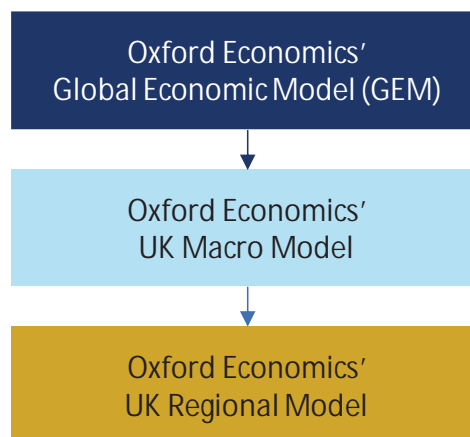 Oxford Economics'
Global Economic Model (GEM)
Oxford Economics'
UK Macro Model
Oxford Economics'
UK Regional Model